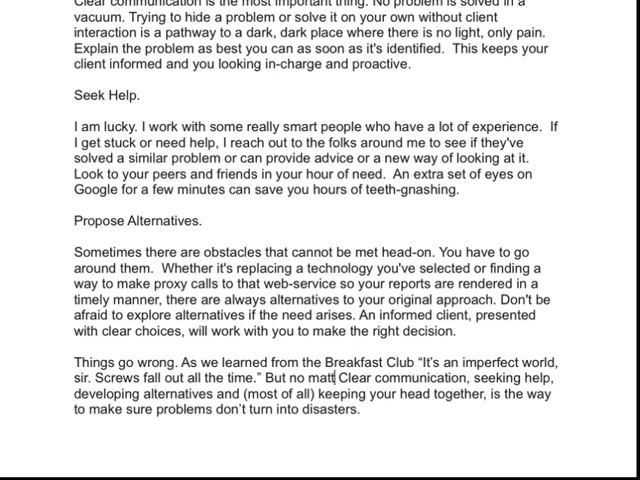 Clear communication is the most important thing. No problem is solved in a
vacuum. Trying to hide a problem or solve it on your own without client
interaction is a pathway to a dark, dark place where there is no light, only pain.
Explain the problem as best you can as soon as it's identified.  This keeps your
client informed and you looking in-charge and proactive.
Seek Help.
I am lucky. I work with some really smart people who have a lot of experience.  If
I get stuck or need help, I reach out to the folks around me to see if they've
solved a similar problem or can provide advice or a new way of looking at it.
Look to your peers and friends in your hour of need.  An extra set of eyes on
Google for a few minutes can save you hours of teeth-gnashing.
Propose Alternatives.
Sometimes there are obstacles that cannot be met head-on. You have to go
around them.  Whether it's replacing a technology you've selected or finding a
way to make proxy calls to that web-service so your reports are rendered in a
timely manner, there are always alternatives to your original approach. Don't be
afraid to explore alternatives if the need arises. An informed client, presented
with clear choices, will work with you to make the right decision.
Things go wrong. As we learned from the Breakfast Club “It’s an imperfect world,
sir. Screws fall out all the time.” But no matt Clear communication, seeking help,
developing alternatives and (most of all) keeping your head together, is the way
to make sure problems don’t turn into disasters.